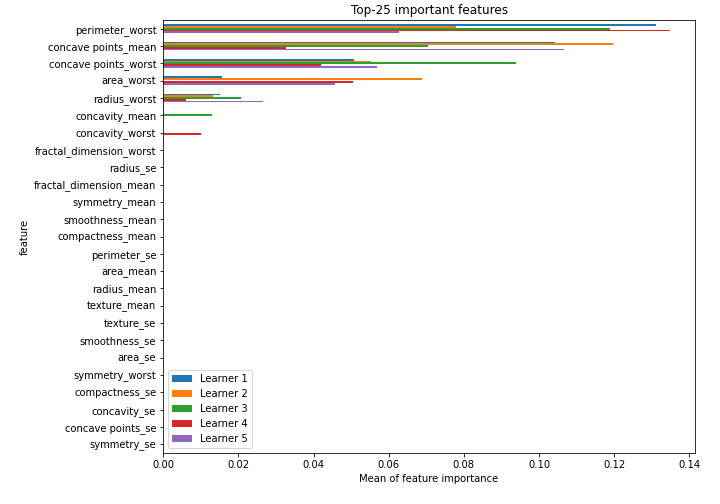 Top-25 important features
perimeter_worst
concave points_mean
concave points_worst
area_worst
radius_worst
concavity_mean
concavity_worst
fractal_dimension_worst
radius_se
fractal_dimension_mean
symmetry_mean
smoothness_mean
compactness_mean
perimeter_se
area_mean
radius_mean
texture_mean
texture_se
smoothness_se
area_se
symmetry_worst
compactness_se
concavity_se
concave points_se
symmetry_se
feature
Learner 1
Learner 2
Learner 3
Learner 4
Learner 5
0.00 0.02 0.04 0.06 0.08 0.10 0.12 0.14
Mean of feature importance